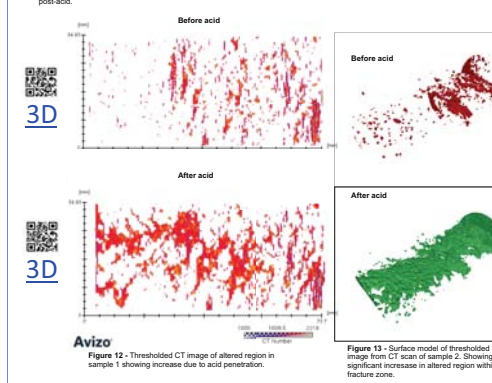 post-acid.
Before acid
[mm]
3D
Before acid
After acid
[mm]
3D
After acid
Avizo
CT Number
Figure 12 - Thresholded CT image of altered region in
sample 1 showing increase due to acid penetration.
Figure 13 - Surface model of thresholded
image from CT scan of sample 2. Showing
significant increase in altered region within
fracture zone.